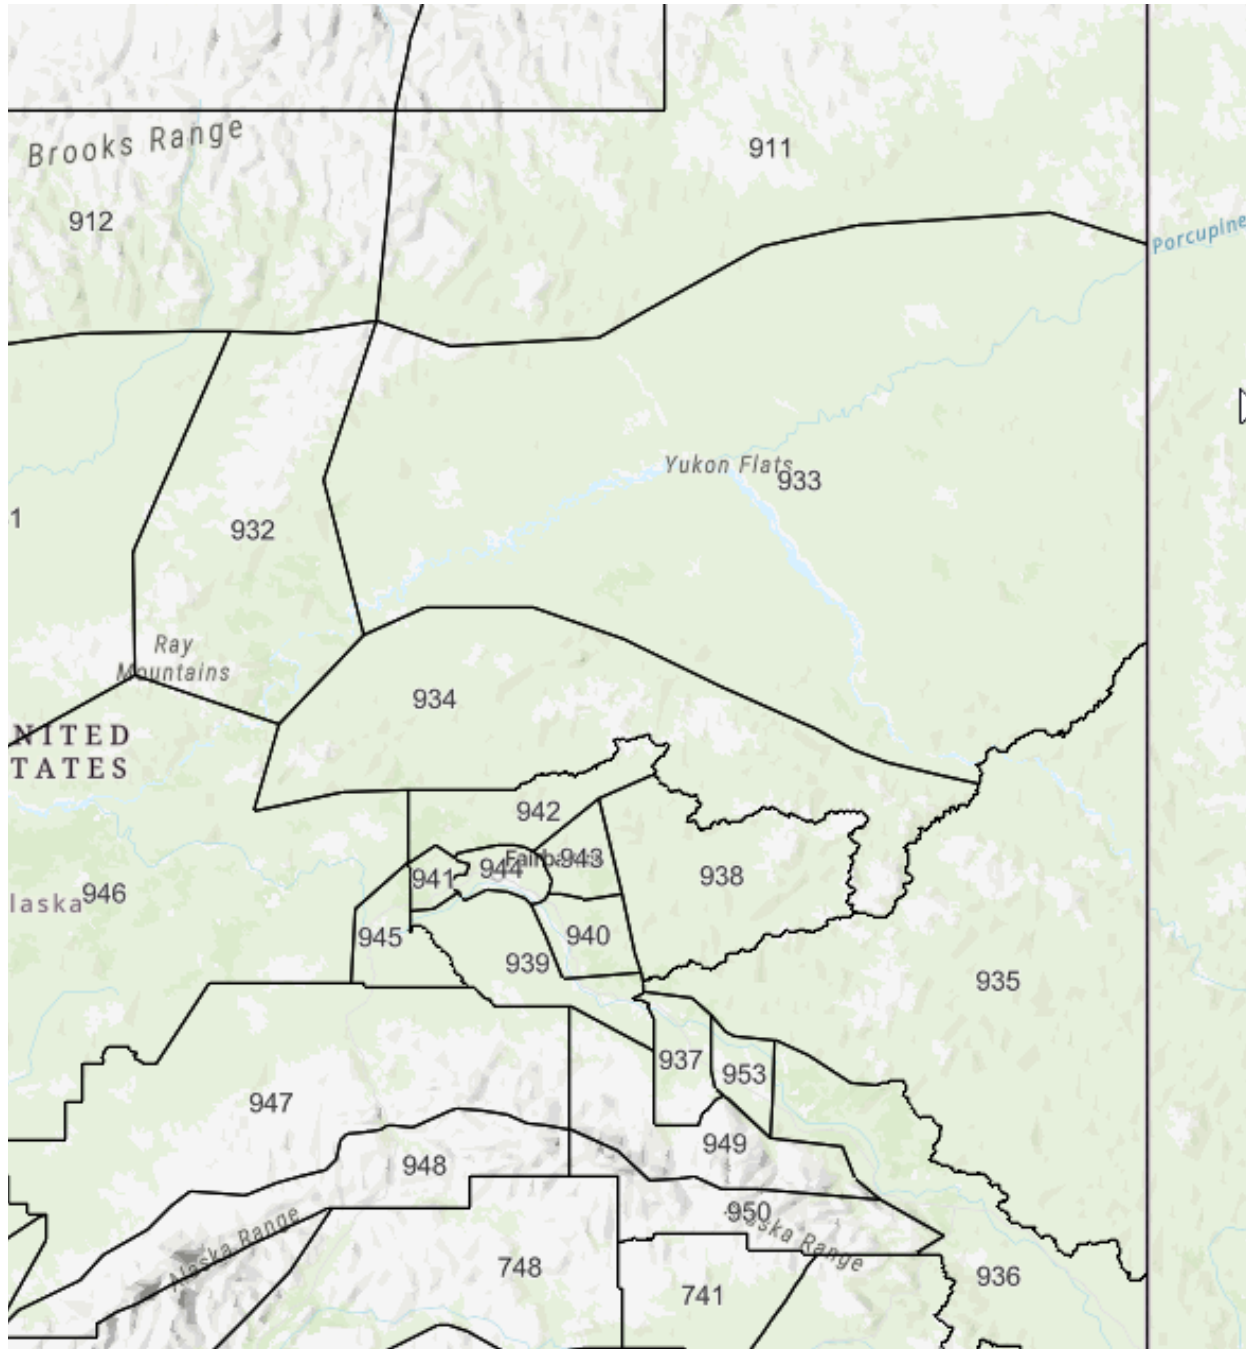 911
Brooks Range
912
Porcupine
Yukon Flats
933
1
932
Ray
Mountains
934
NITED
TATES
942
Fairbanks
943
944
941
938
946
laska
945
940
939
935
937
953
947
949
948
950
Alaska Range
Alaska Range
748
936
741